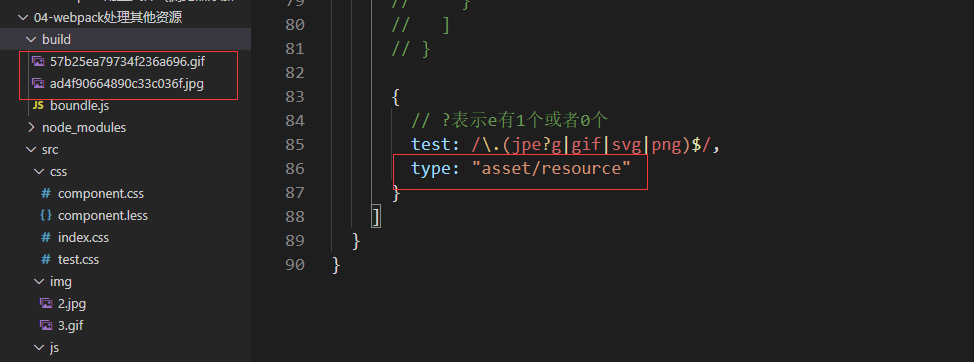 04-webpack处理其他资源
build
57b25ea79734f236a696.gif
ad4f90664890c33c036f.jpg
JS boundle.js
node_modules
src
css
# component.css
{} component.less
# index.css
# test.css
img
2.jpg
3.gif
js
79 // }
80 // ]
81 // }
82
83 {
84 // ?表示e有1个或者0个
85 test: /\.(jpe?g|gif|svg|png)$/,
86 type: "asset/resource"
87 }
88 ]
89 }
90 }